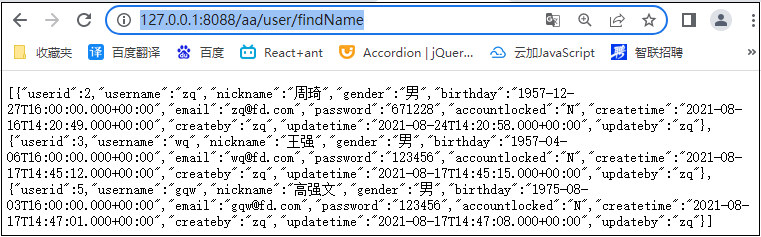 127.0.0.1:8088/aa/user/findName
收藏夹 译 百度翻译 百度 React+ant Accordion | jQuer... 云加JavaScript 智联招聘 »
[{"userid":2,"username":"zq","nickname":"周琦","gender":"男","birthday":"1957-12-
27T16:00:00.000+00:00","email":"zq@fd.com","password":"671228","accountlocked":"N","createtime":"2021-08-
16T14:20:49.000+00:00","createby":"zq","updatetime":"2021-08-24T14:20:58.000+00:00","updateby":"zq"},
{"userid":3,"username":"wq","nickname":"王强","gender":"男","birthday":"1957-04-
06T16:00:00.000+00:00","email":"wq@fd.com","password":"123456","accountlocked":"N","createtime":"2021-08-
17T14:45:12.000+00:00","createby":"zq","updatetime":"2021-08-17T14:45:15.000+00:00","updateby":"zq"},
{"userid":5,"username":"gqw","nickname":"高强文","gender":"男","birthday":"1975-08-
03T16:00:00.000+00:00","email":"gqw@fd.com","password":"123456","accountlocked":"N","createtime":"2021-08-
17T14:47:01.000+00:00","createby":"zq","updatetime":"2021-08-17T14:47:08.000+00:00","updateby":"zq"}]